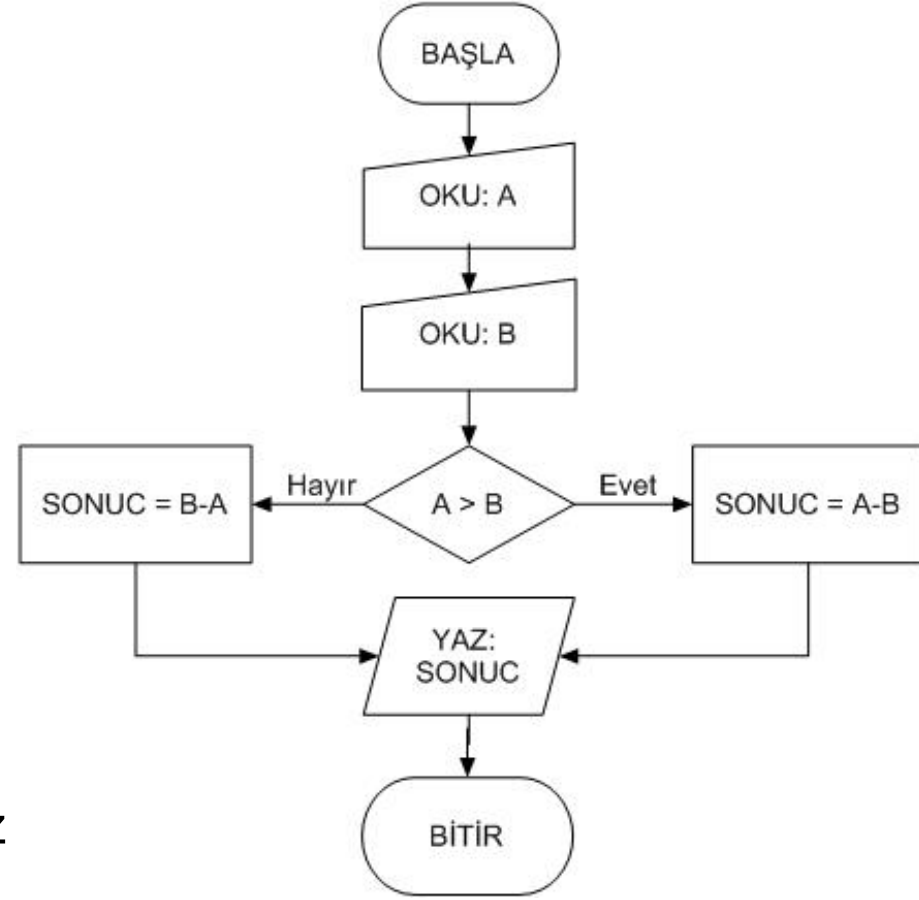 BAŞLA
OKU: A
OKU: B
Hayır
A > B
Evet
SONUC = B-A
SONUC = A-B
YAZ:
SONUC
BİTİR